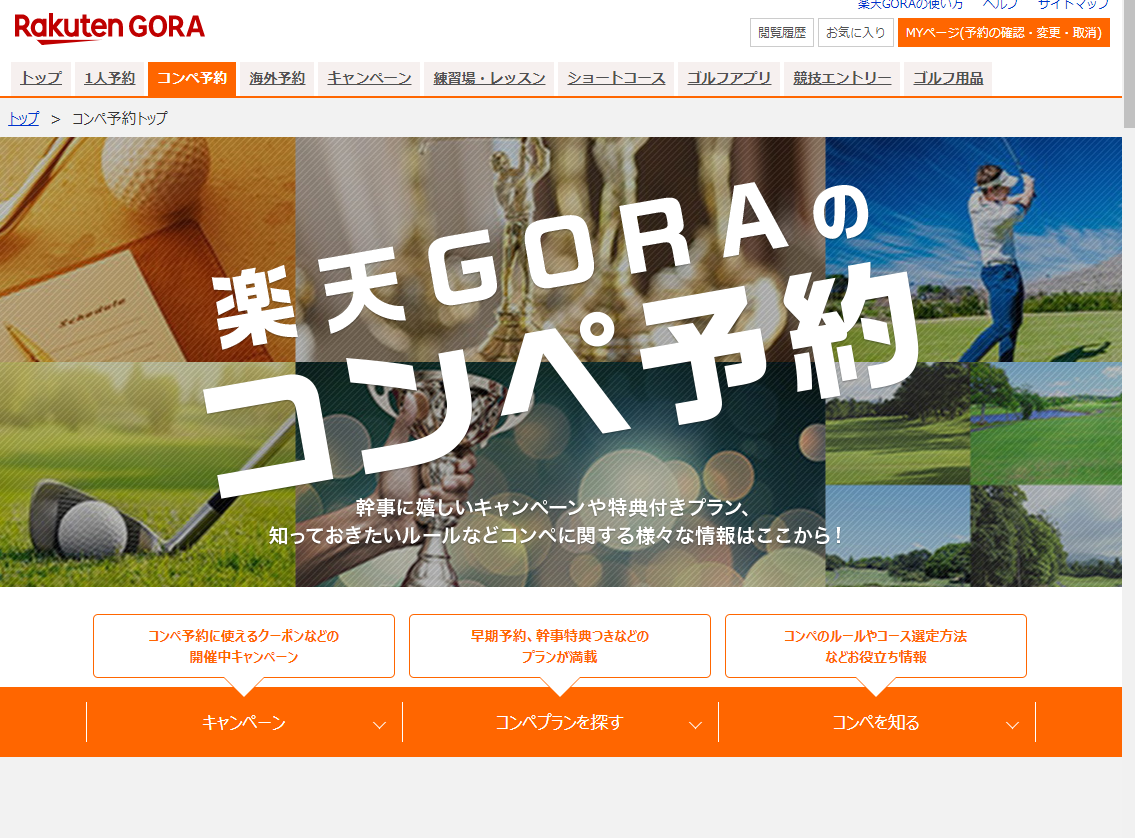 楽天GORAの使い方 ヘルプ サイトマップ
Rakuten GORA
閲覧履歴 お気に入り MYページ(予約の確認・変更・取消)
トップ 1人予約 コンペ予約 海外予約 キャンペーン 練習場・レッスン ショートコース ゴルフアプリ 競技エントリー ゴルフ用品
トップ > コンペ予約トップ
Schedule
楽天GORAの
コンペ予約
幹事に嬉しいキャンペーンや特典付きプラン、
知っておきたいルールなどコンペに関する様々な情報はここから！
コンペ予約に使えるクーポンなどの
開催中キャンペーン
早期予約、幹事特典つきなどの
プランが満載
コンペのルールやコース選定方法
などお役立ち情報
キャンペーン コンペプランを探す コンペを知る